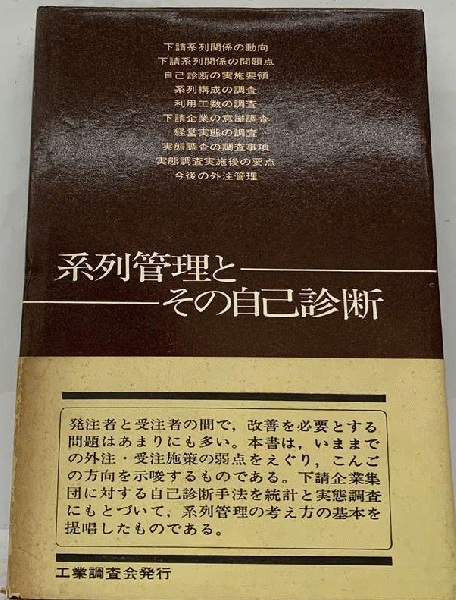 下請系列関係の動向
下請系列関係の問題点
自己診断の実施要領
系列構成の調査
利用工数の調査
下請企業の意識調査
経営実態の調査
実態調査の調査事項
実態調査実施後の要点
今後の外注管理
系列管理と
その自己診断
発注者と受注者の間で，改善を必要とする
問題はあまりにも多い。本書は，いままで
の外注・受注施策の弱点をえぐり，こんご
の方向を示唆するものである。下請企業集
団に対する自己診断手法を統計と実態調査
にもとづいて，系列管理の考え方の基本を
提唱したものである。
工業調査会発行